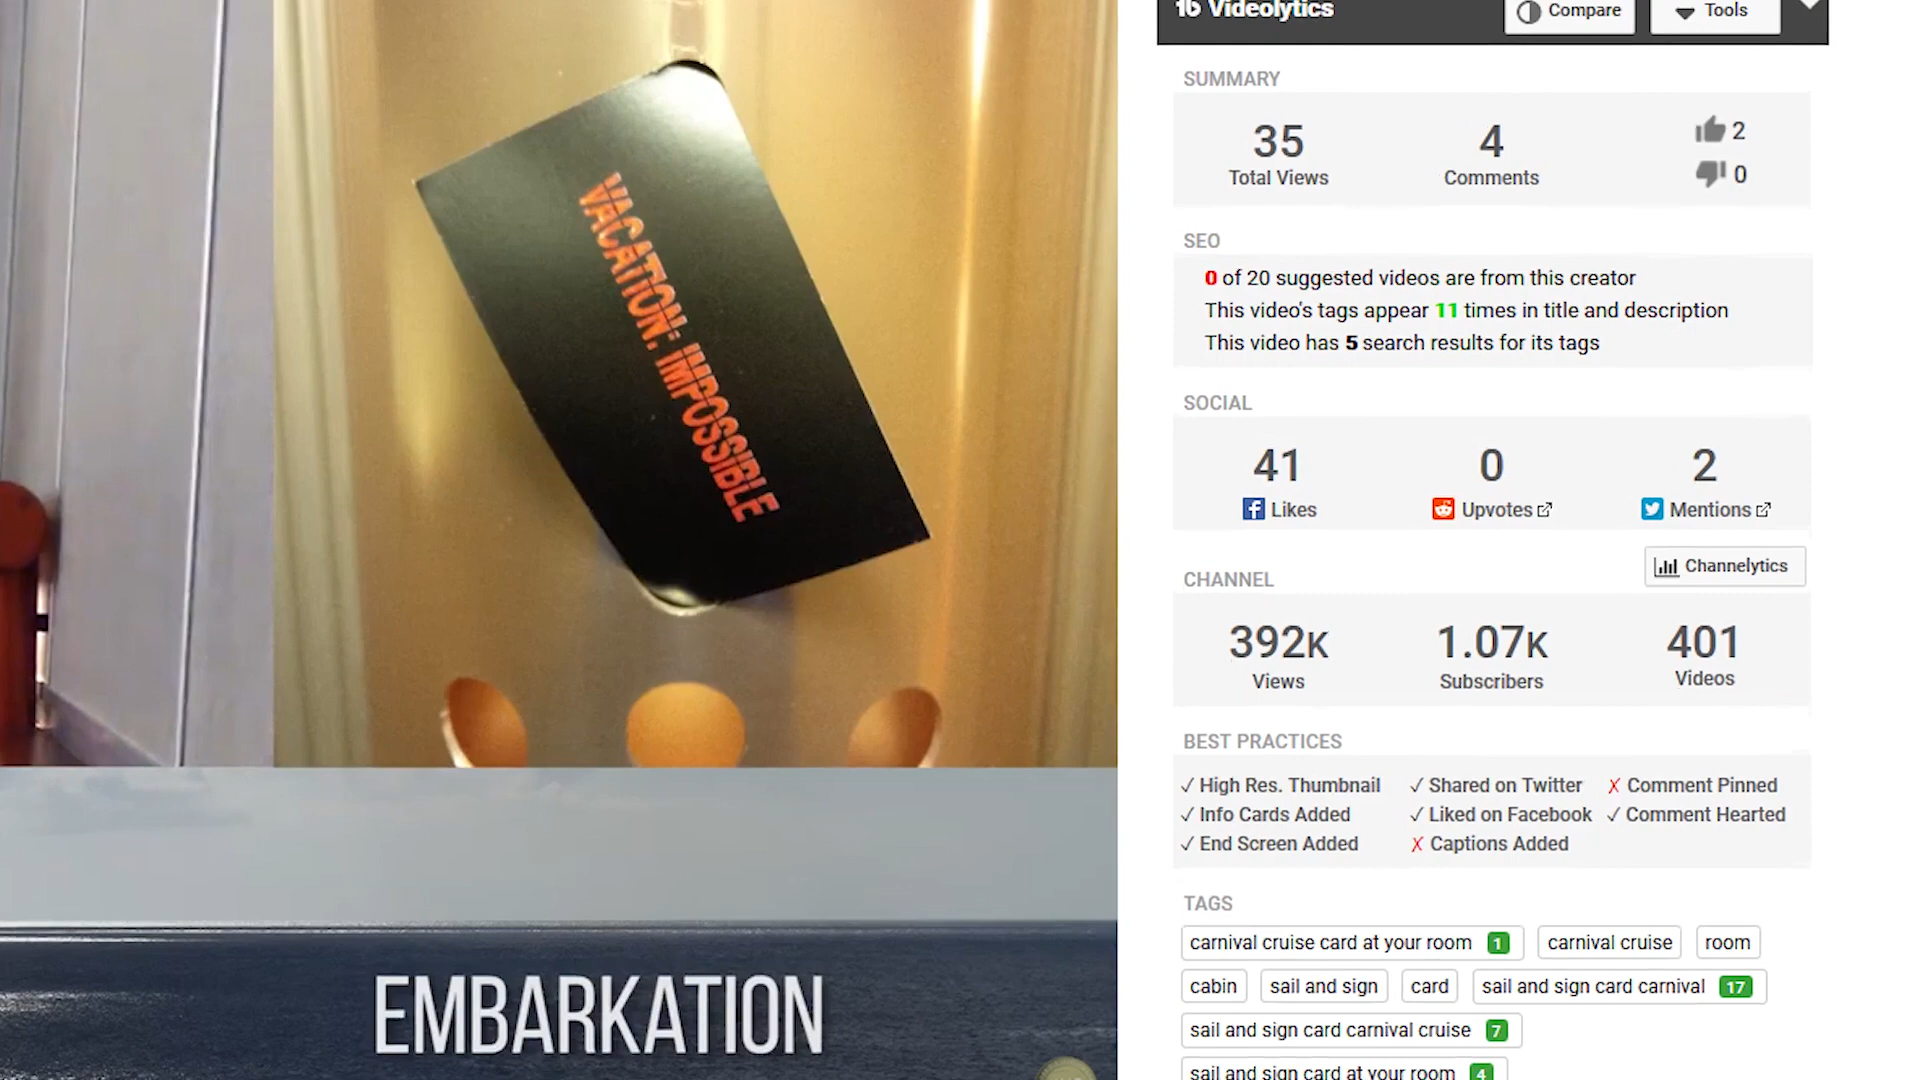 VACATION: IMPOSSIBLE
EMBARKATION
Videolytics
Compare
Tools
SUMMARY
35
Total Views
4
Comments
2
0
SEO
0 of 20 suggested videos are from this creator
This video's tags appear 11 times in title and description
This video has 5 search results for its tags
SOCIAL
41
Likes
0
Upvotes
2
Mentions
Channelytics
CHANNEL
392K
Views
1.07K
Subscribers
401
Videos
BEST PRACTICES
✓ High Res. Thumbnail ✓ Shared on Twitter ✗ Comment Pinned
✓ Info Cards Added ✓ Liked on Facebook ✓ Comment Hearted
✓ End Screen Added ✗ Captions Added
TAGS
carnival cruise card at your room 1 carnival cruise room
cabin sail and sign card sail and sign card carnival 17
sail and sign card carnival cruise 7
sail and sign card at your room 4